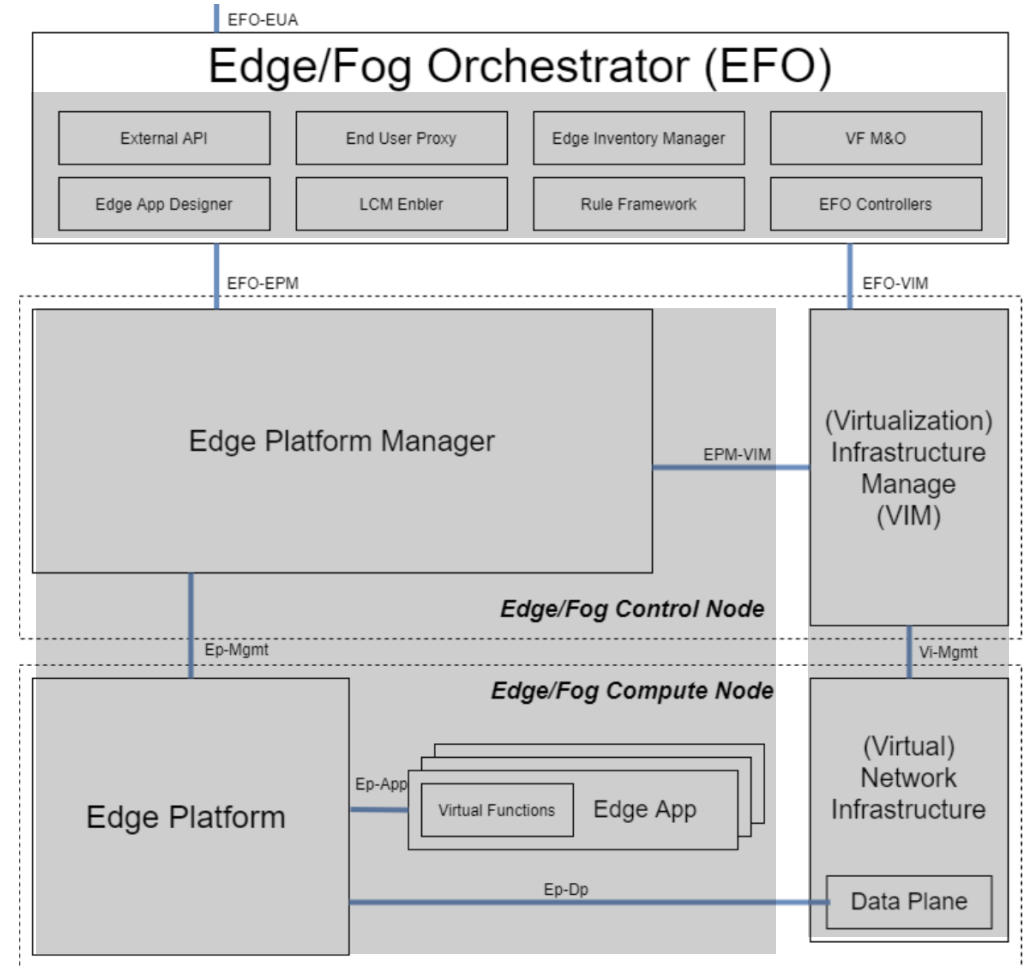 EFO-EUA
Edge/Fog Orchestrator (EFO)
External API
End User Proxy
Edge Inventory Manager
VF M&O
Edge App Designer
LCM Enbler
Rule Framework
EFO Controllers
EFO-EPM
EFO-VIM
Edge Platform Manager
EPM-VIM
(Virtualization)
Infrastructure
Manage
(VIM)
Edge/Fog Control Node
Ep-Mgmt
Vi-Mgmt
Edge/Fog Compute Node
Edge Platform
Ep-App
Virtual Functions
Edge App
(Virtual)
Network
Infrastructure
Ep-Dp
Data Plane